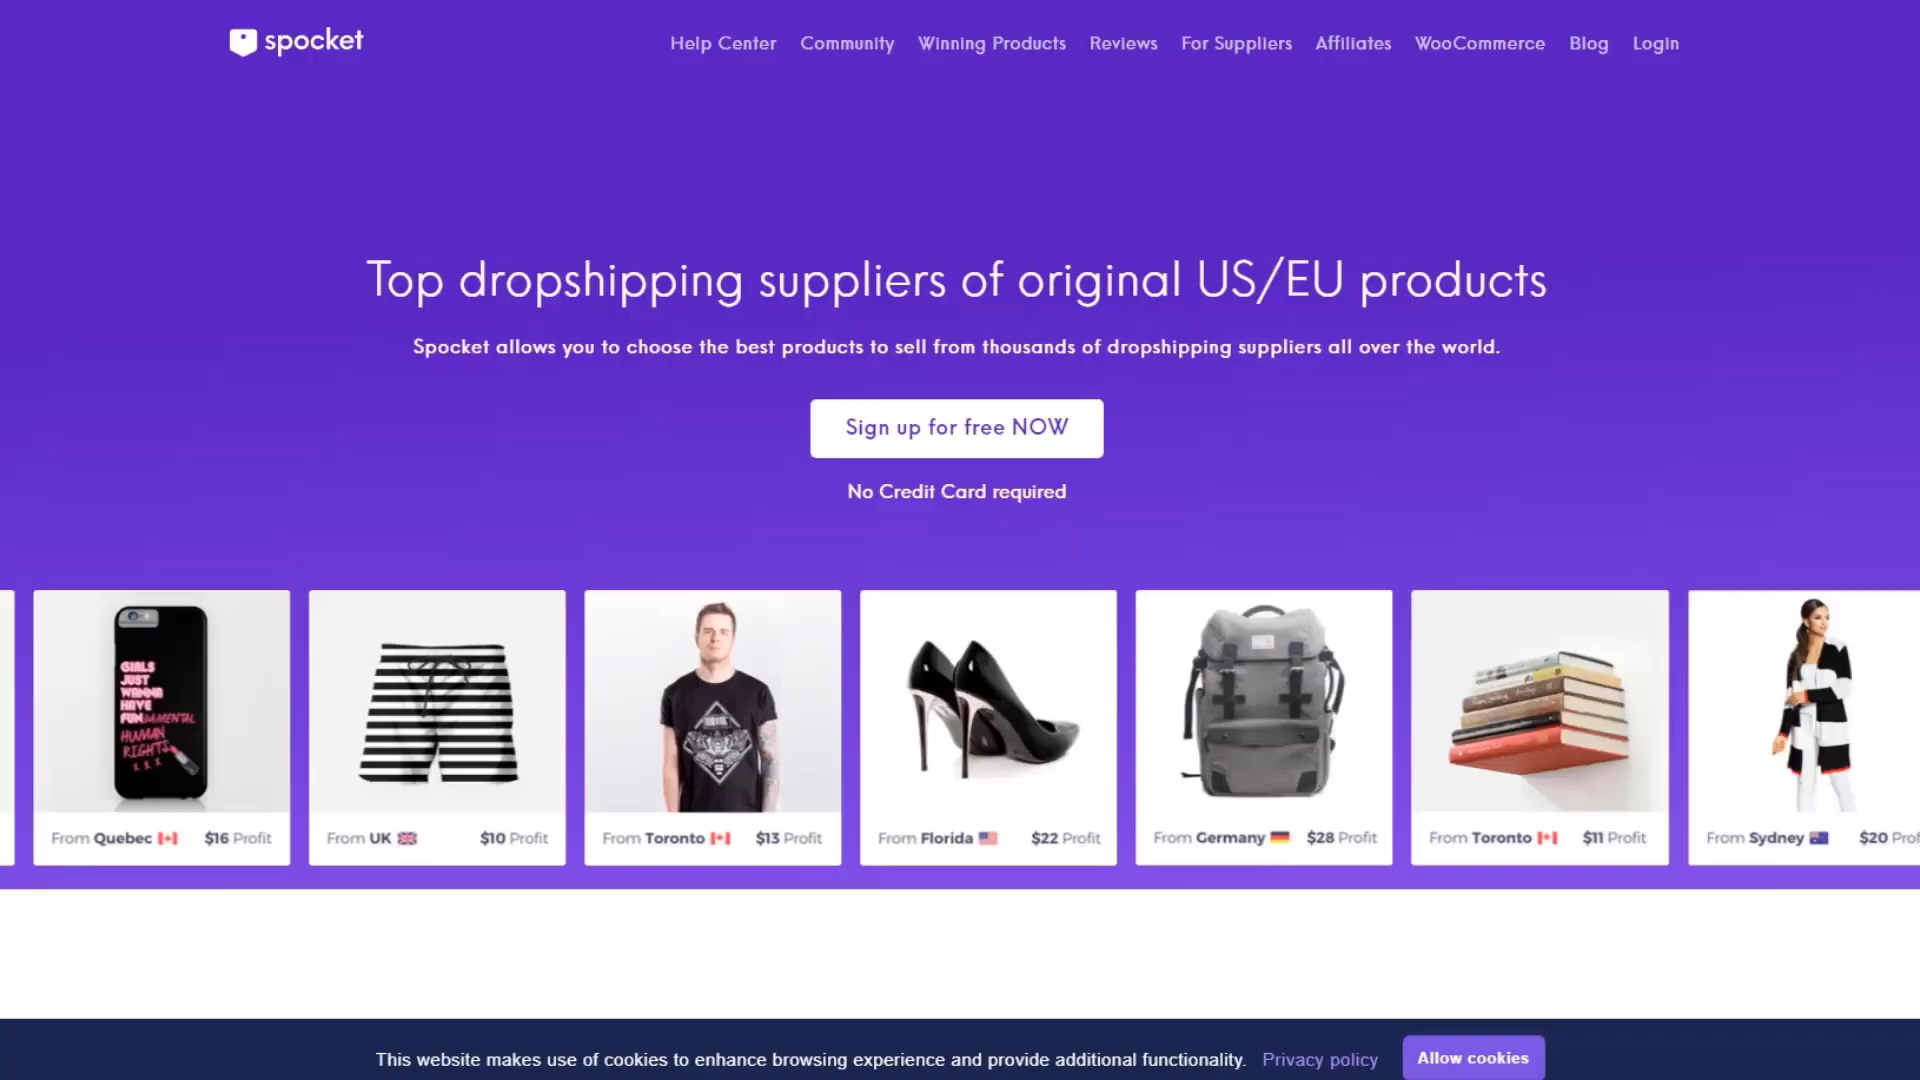 spocket
Help Center Community Winning Products Reviews For Suppliers Affiliates WooCommerce Blog Login
Top dropshipping suppliers of original US/EU products
Spocket allows you to choose the best products to sell from thousands of dropshipping suppliers all over the world.
Sign up for free NOW
No Credit Card required
GIRLS
JUST
WANNA
HAVE
FUNDAMENTAL
HUMAN
RIGHTS
X X X
From Quebec $16 Profit
From UK $10 Profit
From Toronto $13 Profit
From Florida $22 Profit
From Germany $28 Profit
From Toronto $11 Profit
From Sydney $20 Prof
This website makes use of cookies to enhance browsing experience and provide additional functionality. Privacy policy Allow cookies